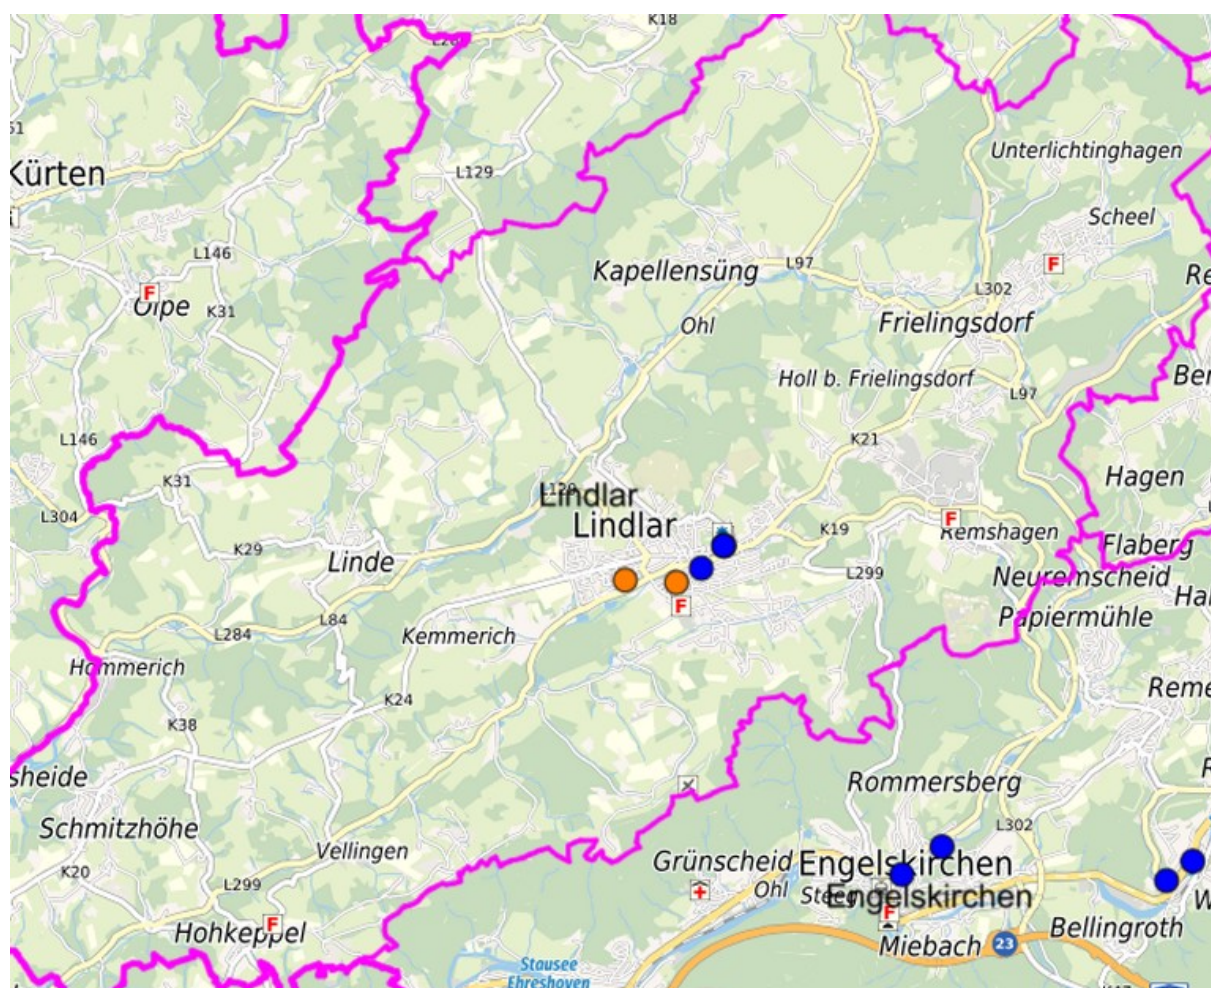 K18
L129
Kürten
Unterlichtinghagen
Scheel
L146
Kapellensüng
L97
F
F
Olpe
K31
L302
Ohl
Frielingsdorf
Holl b. Frielingsdorf
L97
L146
K21
Hagen
K31
Lindlar
Lindlar
L304
F
K19
Remshagen
Flaberg
K29
Linde
L299
Neuremscheid
F
Papiermühle
L84
L284
Kemmerich
Hommerich
K24
K38
sheide
Rommersberg
Schmitzhöhe
L302
Vellingen
Grünscheid
Engelskirchen
K20
L299
Ohl
Engelskirchen
F
F
Hohkeppel
Bellingroth
Miebach
23
Stausee
Ehreshoven